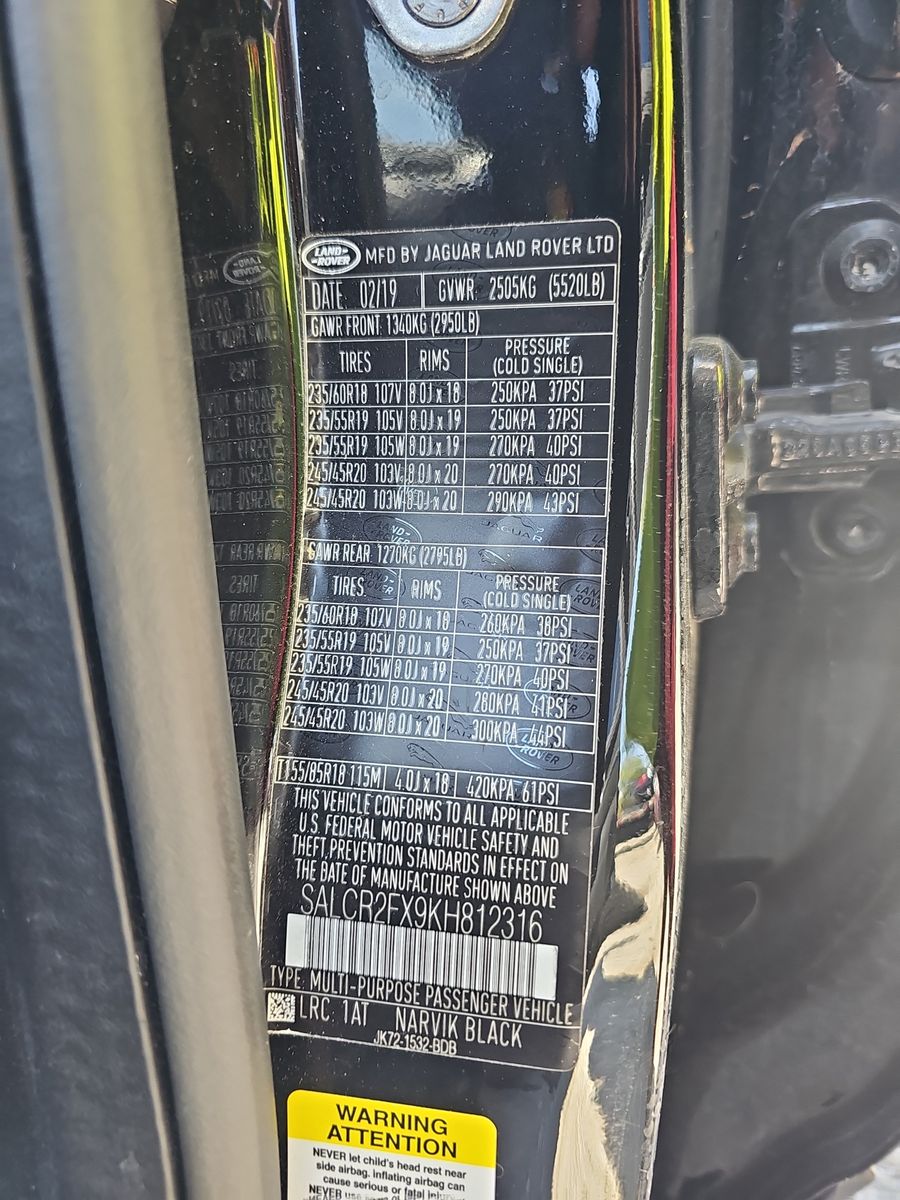 LAND-ROVER MFD BY JAGUAR LAND ROVER LTD
DATE: 02/19 GVWR: 2505KG (5520LB)
GAWR FRONT: 1340KG (2950LB)
TIRES RIMS PRESSURE (COLD SINGLE)
235/60R18 107V 8.0J x 18 250KPA 37PSI
235/55R19 105V 8.0J x 19 250KPA 37PSI
235/55R19 105W 8.0J x 19 270KPA 40PSI
245/45R20 103V 8.0J x 20 270KPA 40PSI
245/45R20 103W 8.0J x 20 290KPA 43PSI
GAWR REAR: 1270KG (2795LB)
TIRES RIMS PRESSURE (COLD SINGLE)
235/60R18 107V 8.0J x 18 260KPA 38PSI
235/55R19 105V 8.0J x 19 250KPA 37PSI
235/55R19 105W 8.0J x 19 270KPA 40PSI
245/45R20 103V 8.0J x 20 280KPA 41PSI
245/45R20 103W 8.0J x 20 300KPA 44PSI
T155/85R18 115M 4.0J x 18 420KPA 61PSI
THIS VEHICLE CONFORMS TO ALL APPLICABLE
U.S. FEDERAL MOTOR VEHICLE SAFETY AND
THEFT PREVENTION STANDARDS IN EFFECT ON
THE DATE OF MANUFACTURE SHOWN ABOVE
SALCR2FX9KH812316
TYPE: MULTI-PURPOSE PASSENGER VEHICLE
LRC: 1AT NARVIK BLACK
JK72-1532-BDB
WARNING
ATTENTION
NEVER let child's head rest near
side airbag. inflating airbag can
cause serious or fatal injury
NEVER use